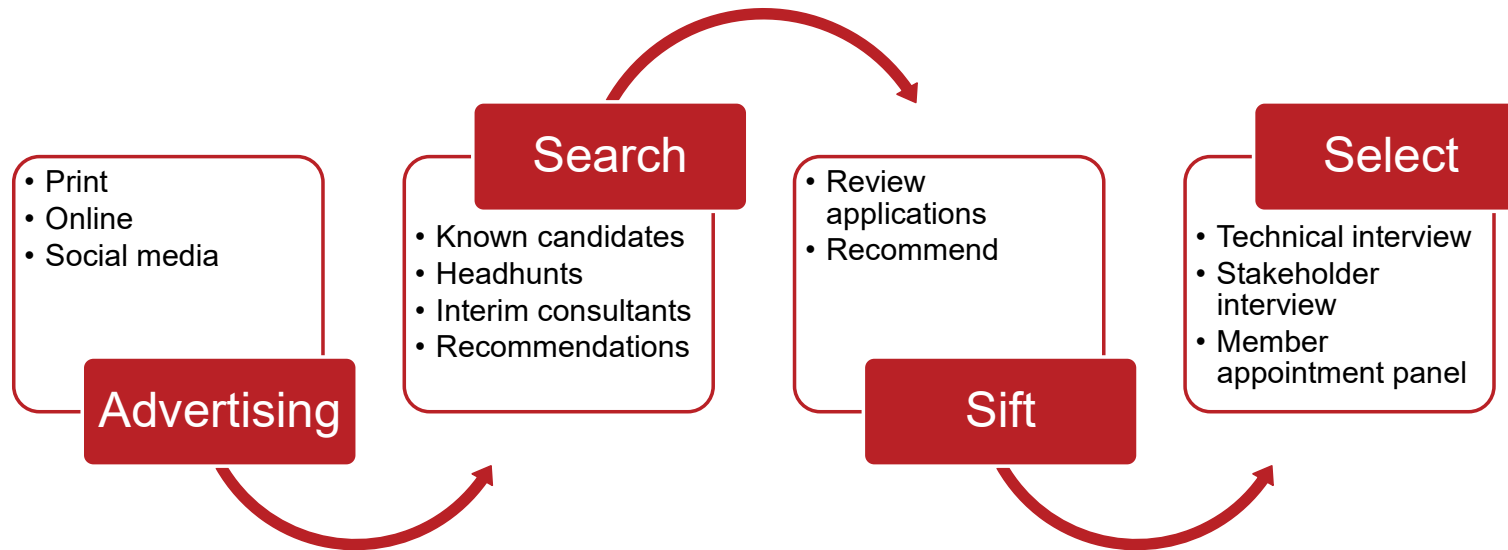 • Print
• Online
• Social media
Advertising
Search
• Known candidates
• Headhunts
• Interim consultants
• Recommendations
• Review
applications
• Recommend
Sift
Select
• Technical interview
• Stakeholder
interview
• Member
appointment panel